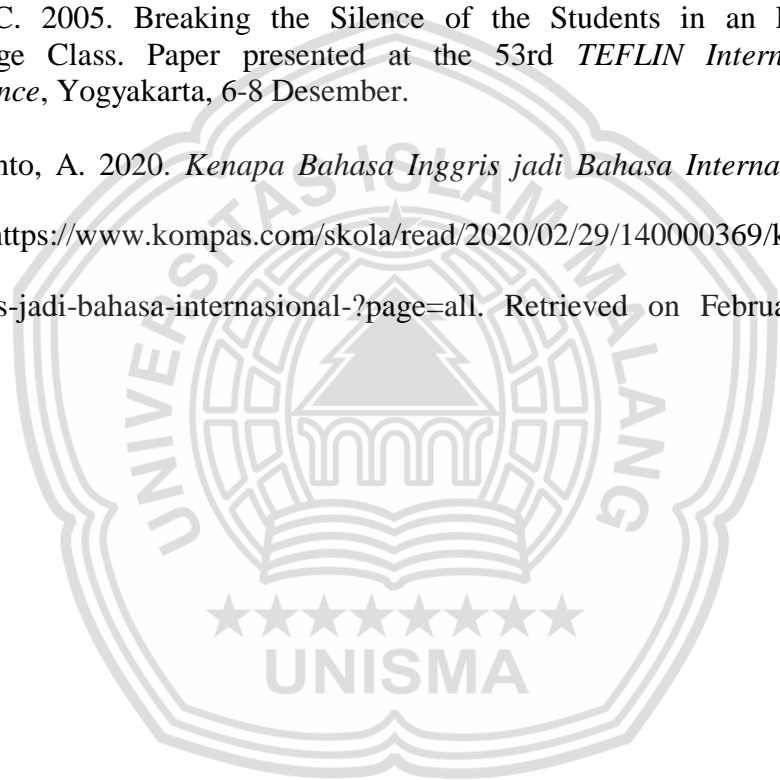 C. 2005. Breaking the Silence of the Students in an
ge Class. Paper presented at the 53rd TEFLIN Intern
nce, Yogyakarta, 6-8 Desember.
nto, A. 2020. Kenapa Bahasa Inggris jadi Bahasa Interna
https://www.kompas.com/skola/read/2020/02/29/140000369/k
s-jadi-bahasa-internasional-?page=all. Retrieved on Februa
UNIVERSITAS ISLAM MALANG
UNISMA